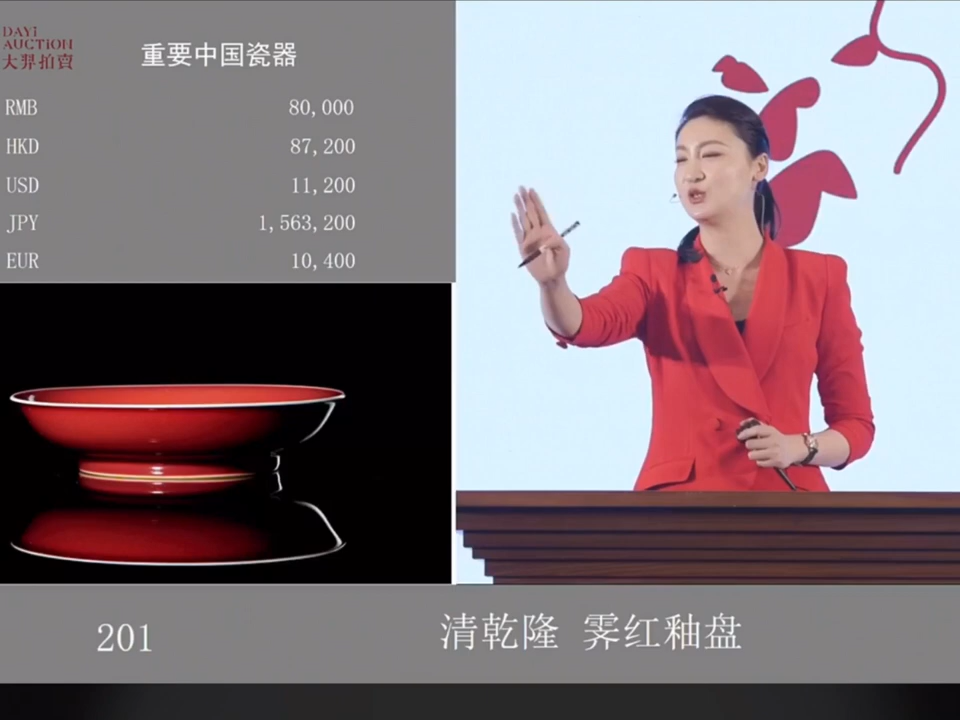 DAYi
AUCTION
大羿拍賣
重要中国瓷器
RMB 80,000
HKD 87,200
USD 11,200
JPY 1,563,200
EUR 10,400
201 清乾隆 霁红釉盘